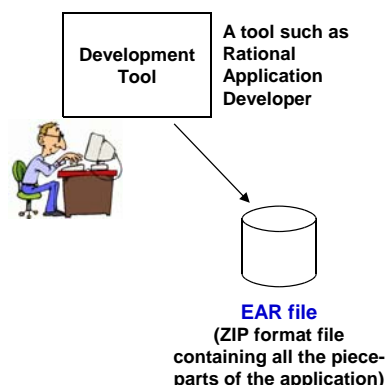 Development
Tool
A tool such as
Rational
Application
Developer
EAR file
(ZIP format file
containing all the piece-
parts of the application)